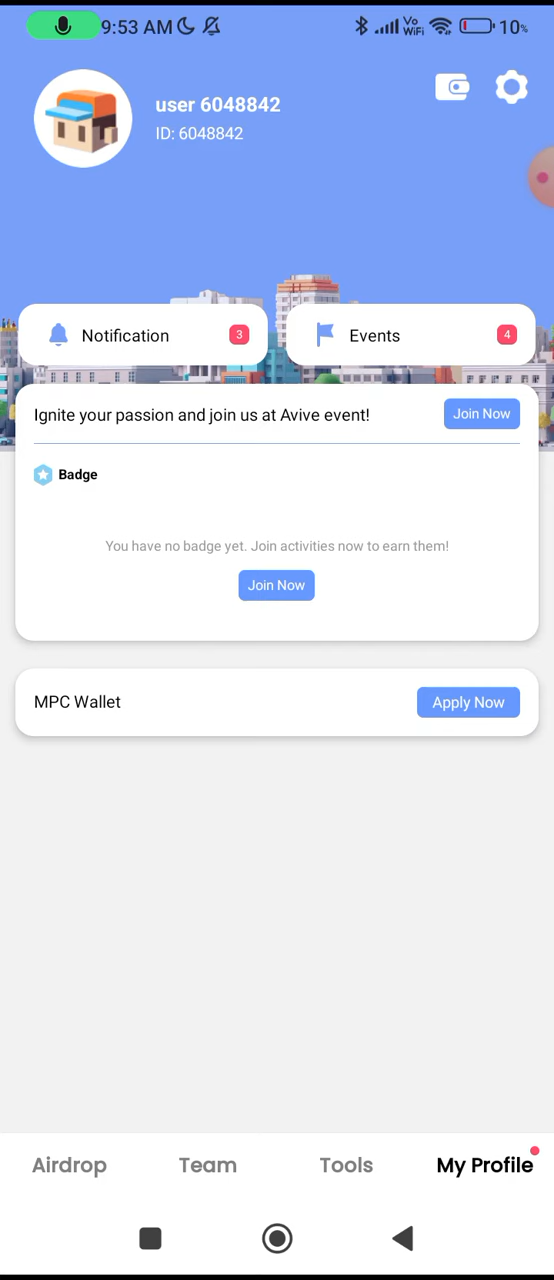 9:53 AM
Vo WiFi
10%
user 6048842
ID: 6048842
Notification 3
Events 4
Ignite your passion and join us at Avive event!
Join Now
Badge
You have no badge yet. Join activities now to earn them!
Join Now
MPC Wallet
Apply Now
Airdrop Team Tools My Profile